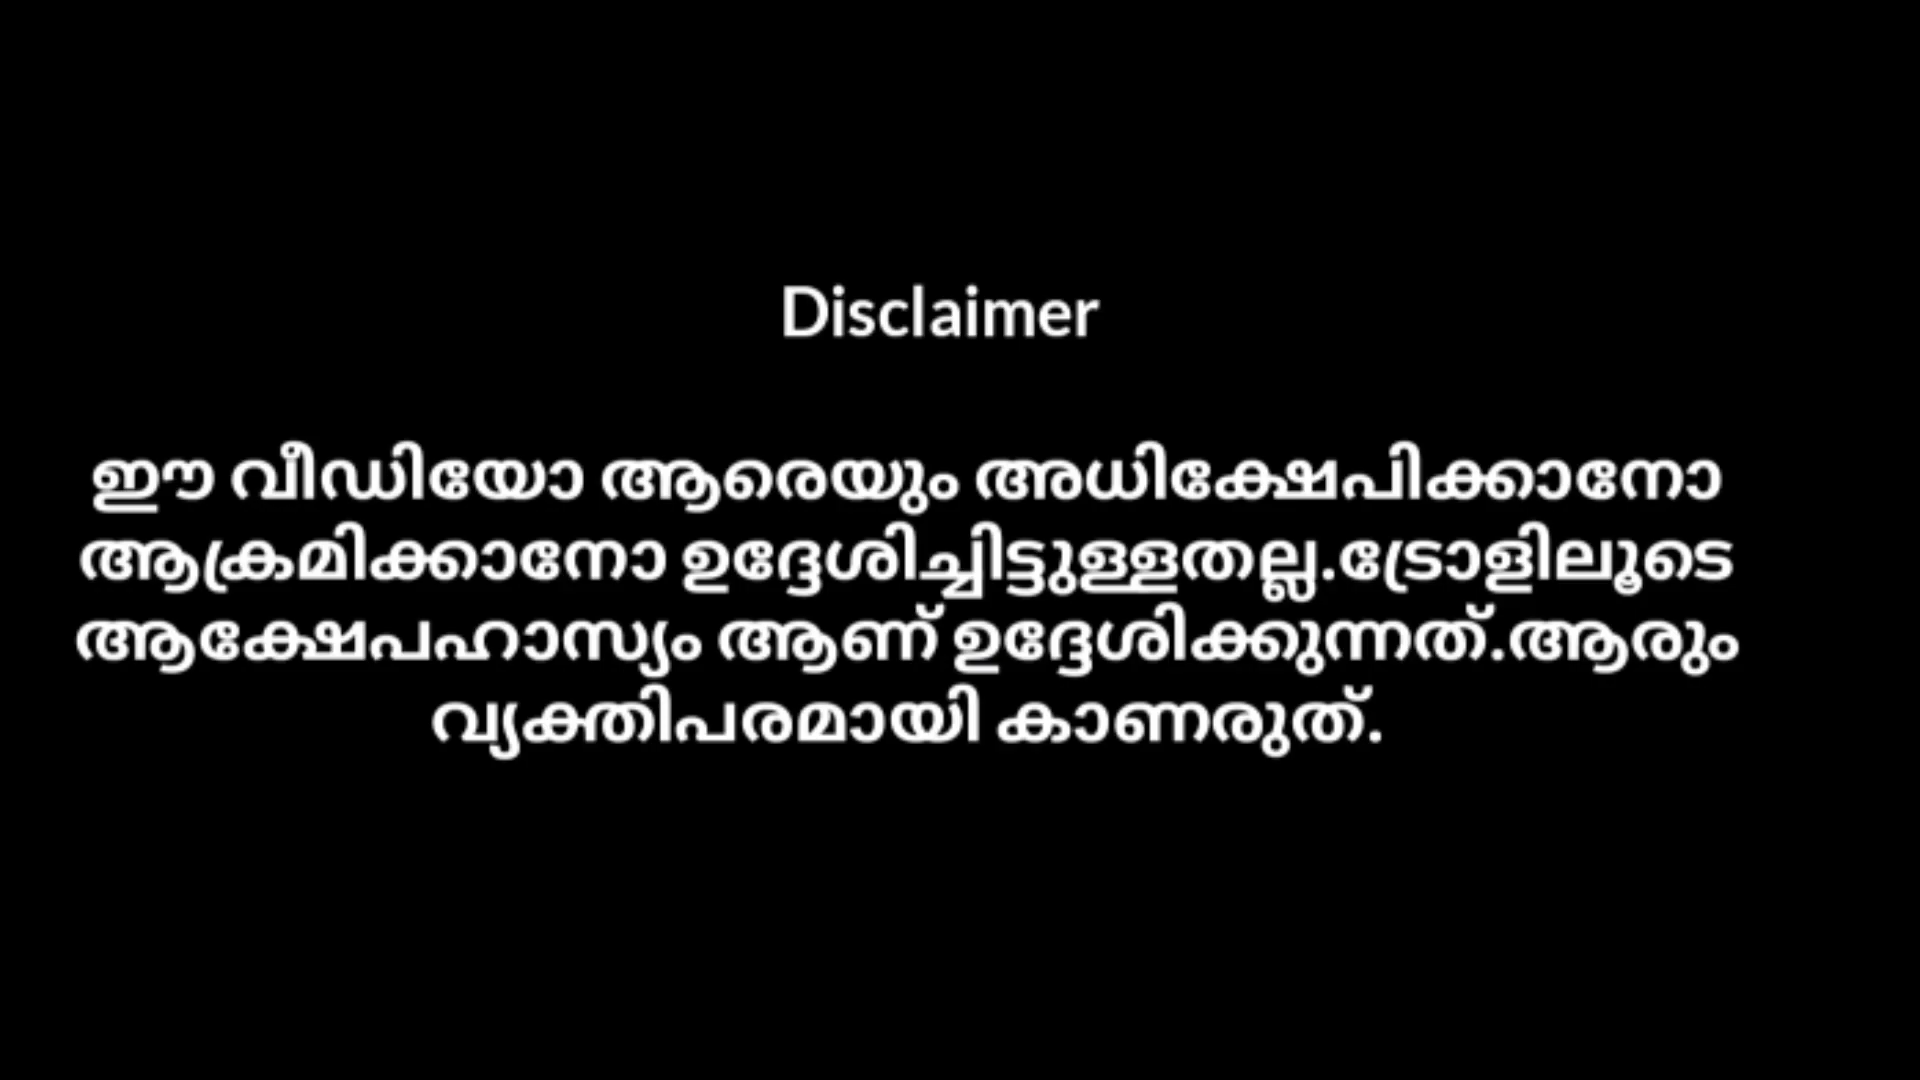 Disclaimer
ഈ വീഡിയോ ആരെയും അധിക്ഷേപിക്കാനോ
ആക്രമിക്കാനോ ഉദ്ദേശിച്ചിട്ടുള്ളതല്ല.ട്രോളിലൂടെ
ആക്ഷേപഹാസ്യം ആണ് ഉദ്ദേശിക്കുന്നത്.ആരും
വ്യക്തിപരമായി കാണരുത്.